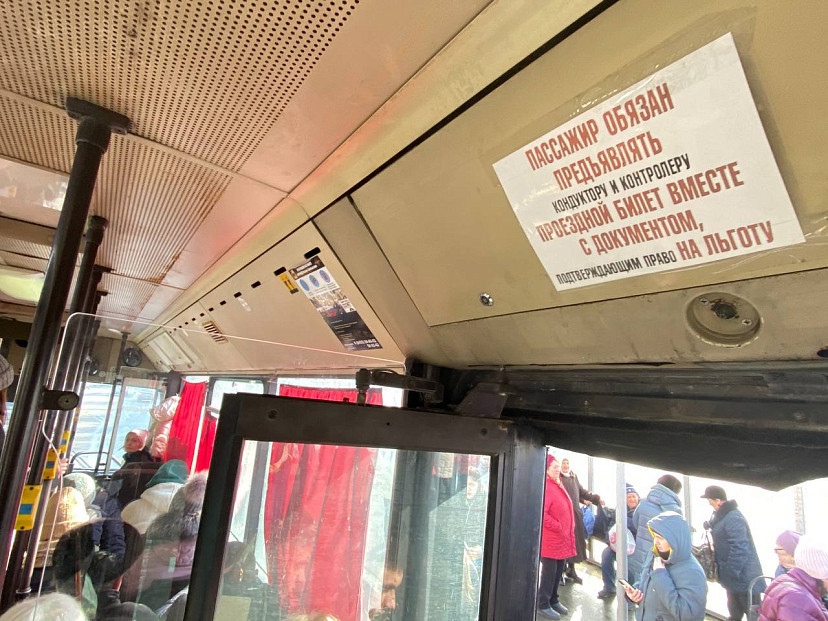 ПАССАЖИР ОБЯЗАН
ПРЕДЪЯВЛЯТЬ
КОНДУКТОРУ И КОНТРОЛЕРУ
ПРОЕЗДНОЙ БИЛЕТ ВМЕСТЕ
С ДОКУМЕНТОМ,
ПОДТВЕРЖДАЮЩИМ ПРАВО НА ЛЬГОТУ